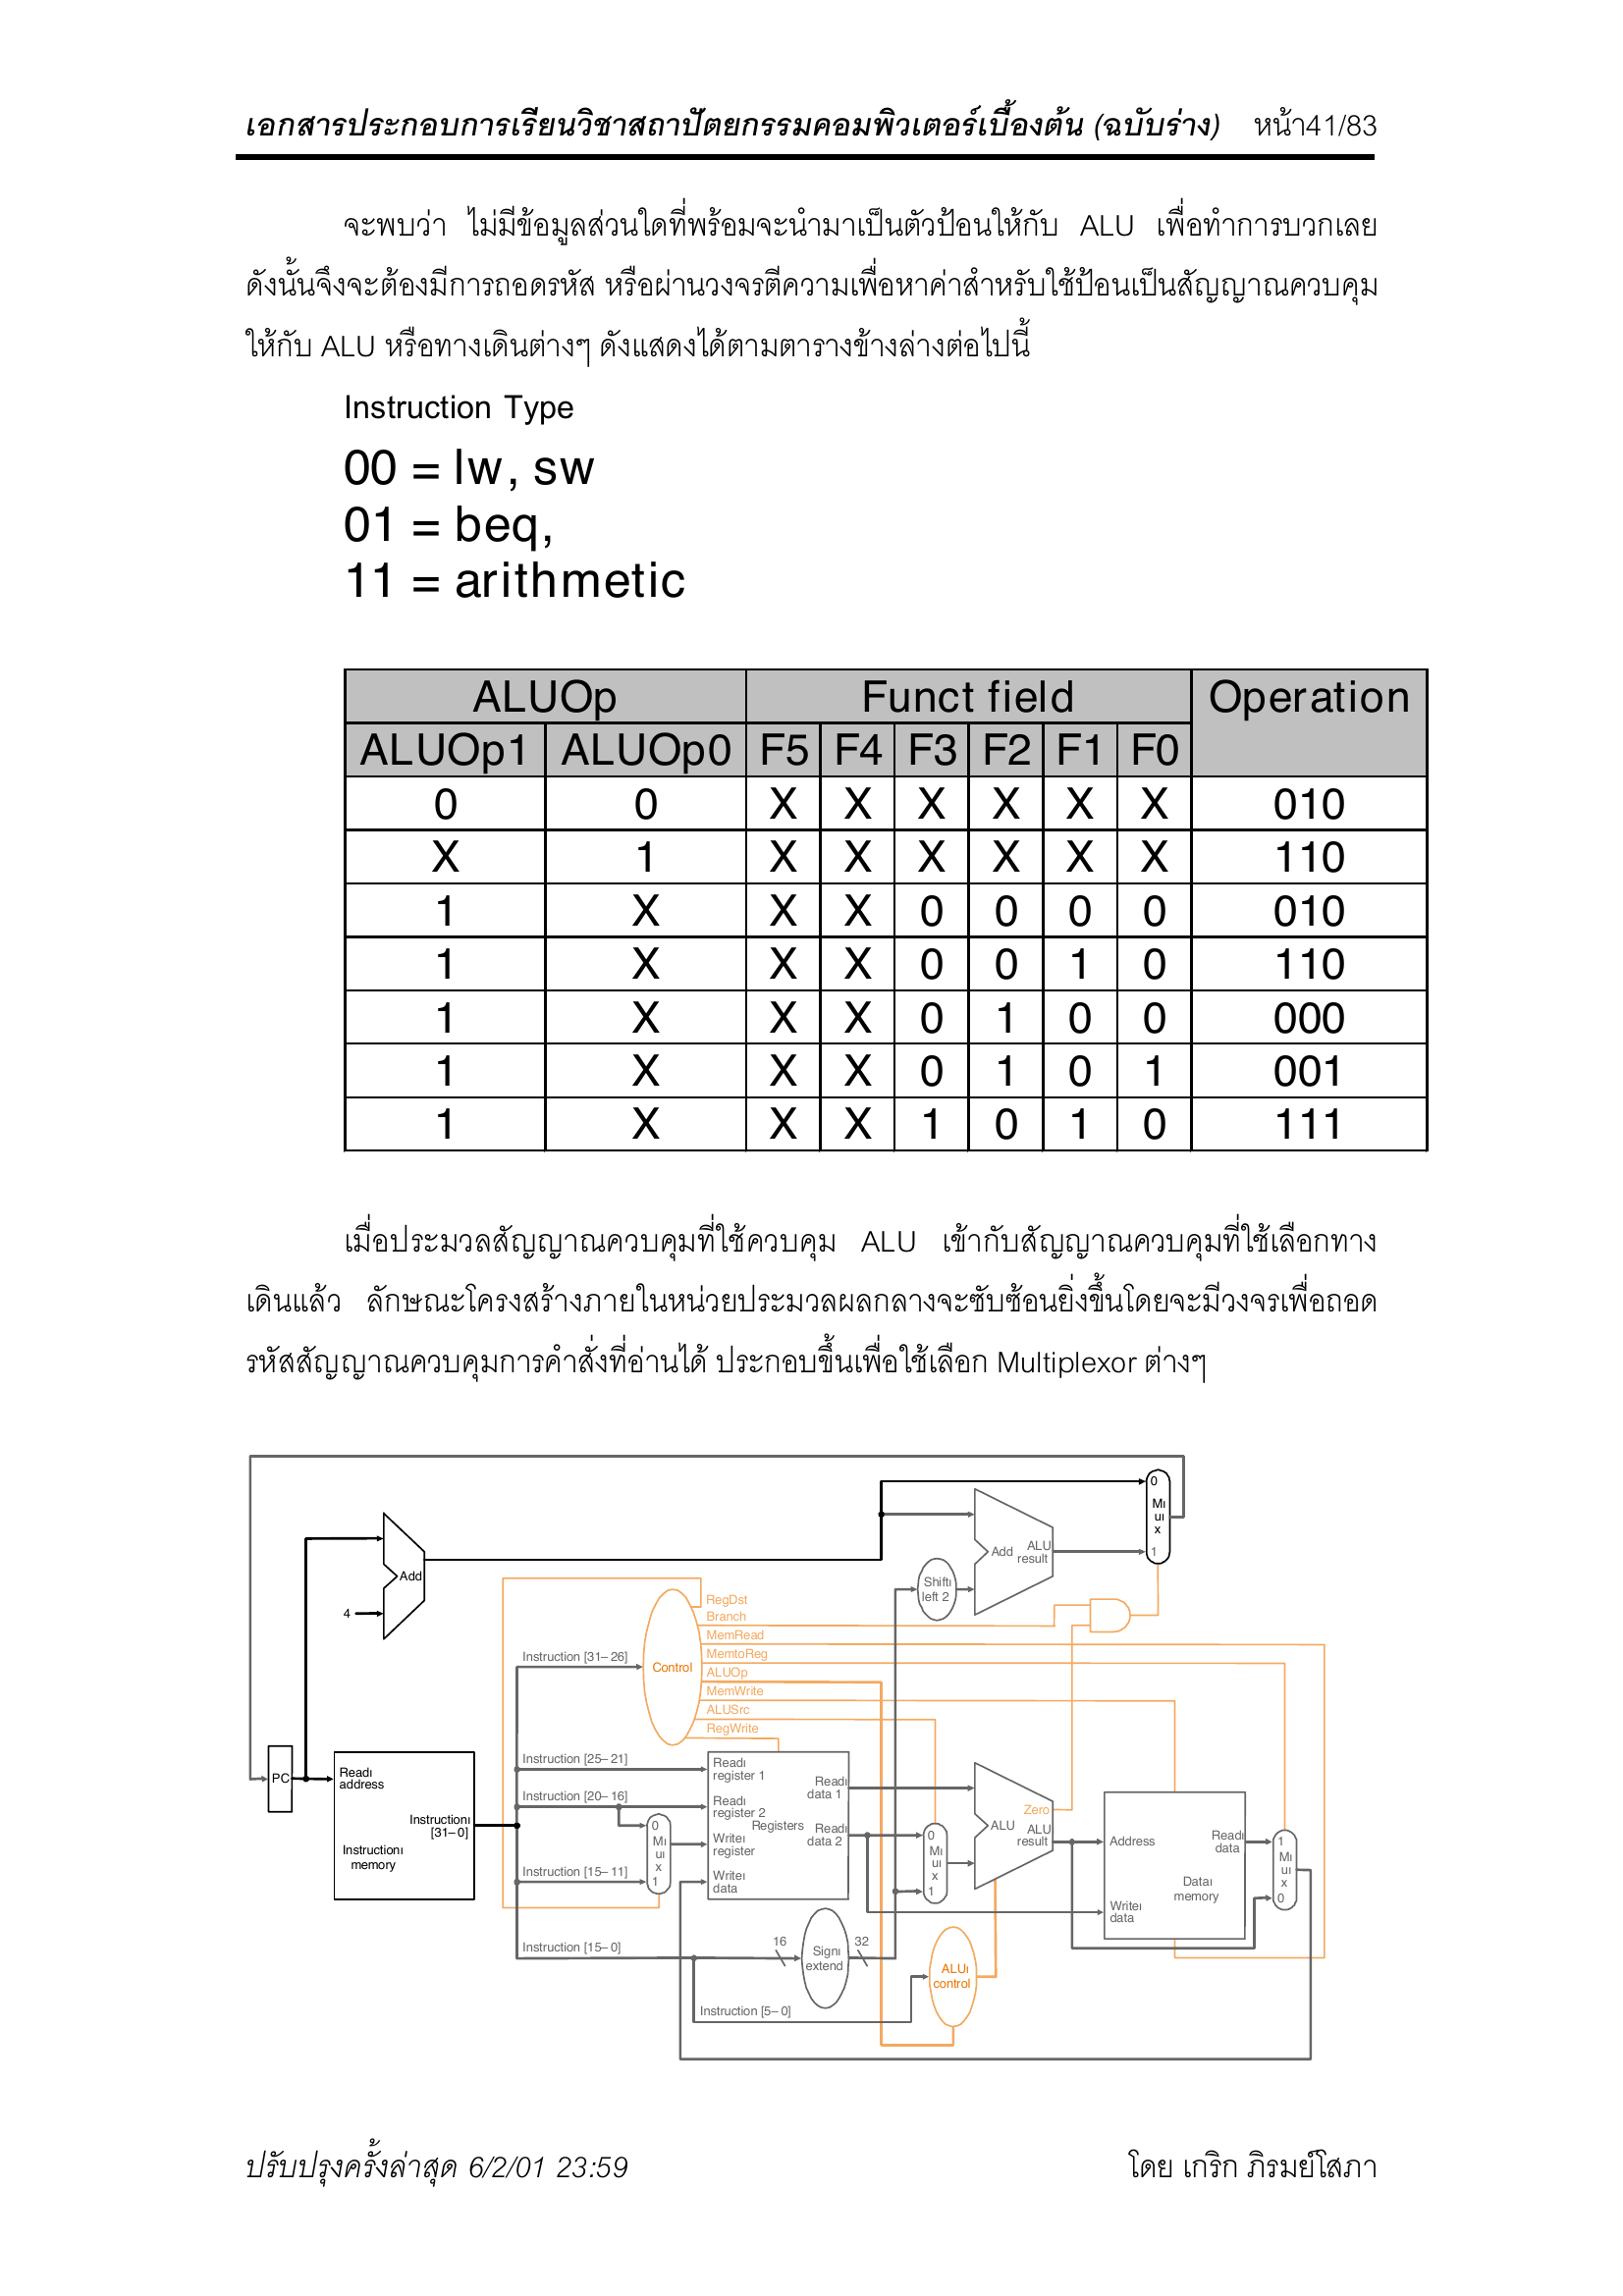 เอกสารประกอบการเรียนวิชาสถาปัตยกรรมคอมพิวเตอร์เบื้องต้น (ฉบับร่าง) หน้า41/83
จะพบว่า ไม่มีข้อมูลส่วนใดที่พร้อมจะนำมาเป็นตัวป้อนให้กับ ALU เพื่อทำการบวกเลย
ดังนั้นจึงจะต้องมีการถอดรหัส หรือผ่านวงจรตีความเพื่อหาค่าสำหรับใช้ป้อนเป็นสัญญาณควบคุม
ให้กับ ALU หรือทางเดินต่างๆ ดังแสดงได้ตามตารางข้างล่างต่อไปนี้
Instruction Type
00 = lw, sw
01 = beq,
11 = arithmetic
ALUOp Funct field Operation
ALUOp1 ALUOp0 F5 F4 F3 F2 F1 F0
0 0 X X X X X X 010
X 1 X X X X X X 110
1 X X X 0 0 0 0 010
1 X X X 0 0 1 0 110
1 X X X 0 1 0 0 000
1 X X X 0 1 0 1 001
1 X X X 1 0 1 0 111
เมื่อประมวลสัญญาณควบคุมที่ใช้ควบคุม ALU เข้ากับสัญญาณควบคุมที่ใช้เลือกทาง
เดินแล้ว ลักษณะโครงสร้างภายในหน่วยประมวลผลกลางจะซับซ้อนยิ่งขึ้นโดยจะมีวงจรเพื่อถอด
รหัสสัญญาณควบคุมการคำสั่งที่อ่านได้ ประกอบขึ้นเพื่อใช้เลือก Multiplexor ต่างๆ
0
Mı
uı
x
1
Add
ALU
result
Add
Shiftı
left 2
4
RegDst
Branch
MemRead
MemtoReg
ALUOp
MemWrite
ALUSrc
RegWrite
Instruction [31–26]
Control
Instruction [25–21]
Instruction [20–16]
Instruction [15–11]
Instruction [15–0]
Instruction [5–0]
PC
Readı
address
Instructionı
[31–0]
Instructionı
memory
0
Mı
uı
x
1
Readı
register 1
Readı
register 2
Registers
Writeı
register
Writeı
data
Readı
data 1
Readı
data 2
0
Mı
uı
x
1
Zero
ALU
ALU
result
Address
Readı
data
Dataı
memory
Writeı
data
1
Mı
uı
x
0
16
Signı
extend
32
ALUı
control
ปรับปรุงครั้งล่าสุด 6/2/01 23:59 โดย เกริก ภิรมย์โสภา